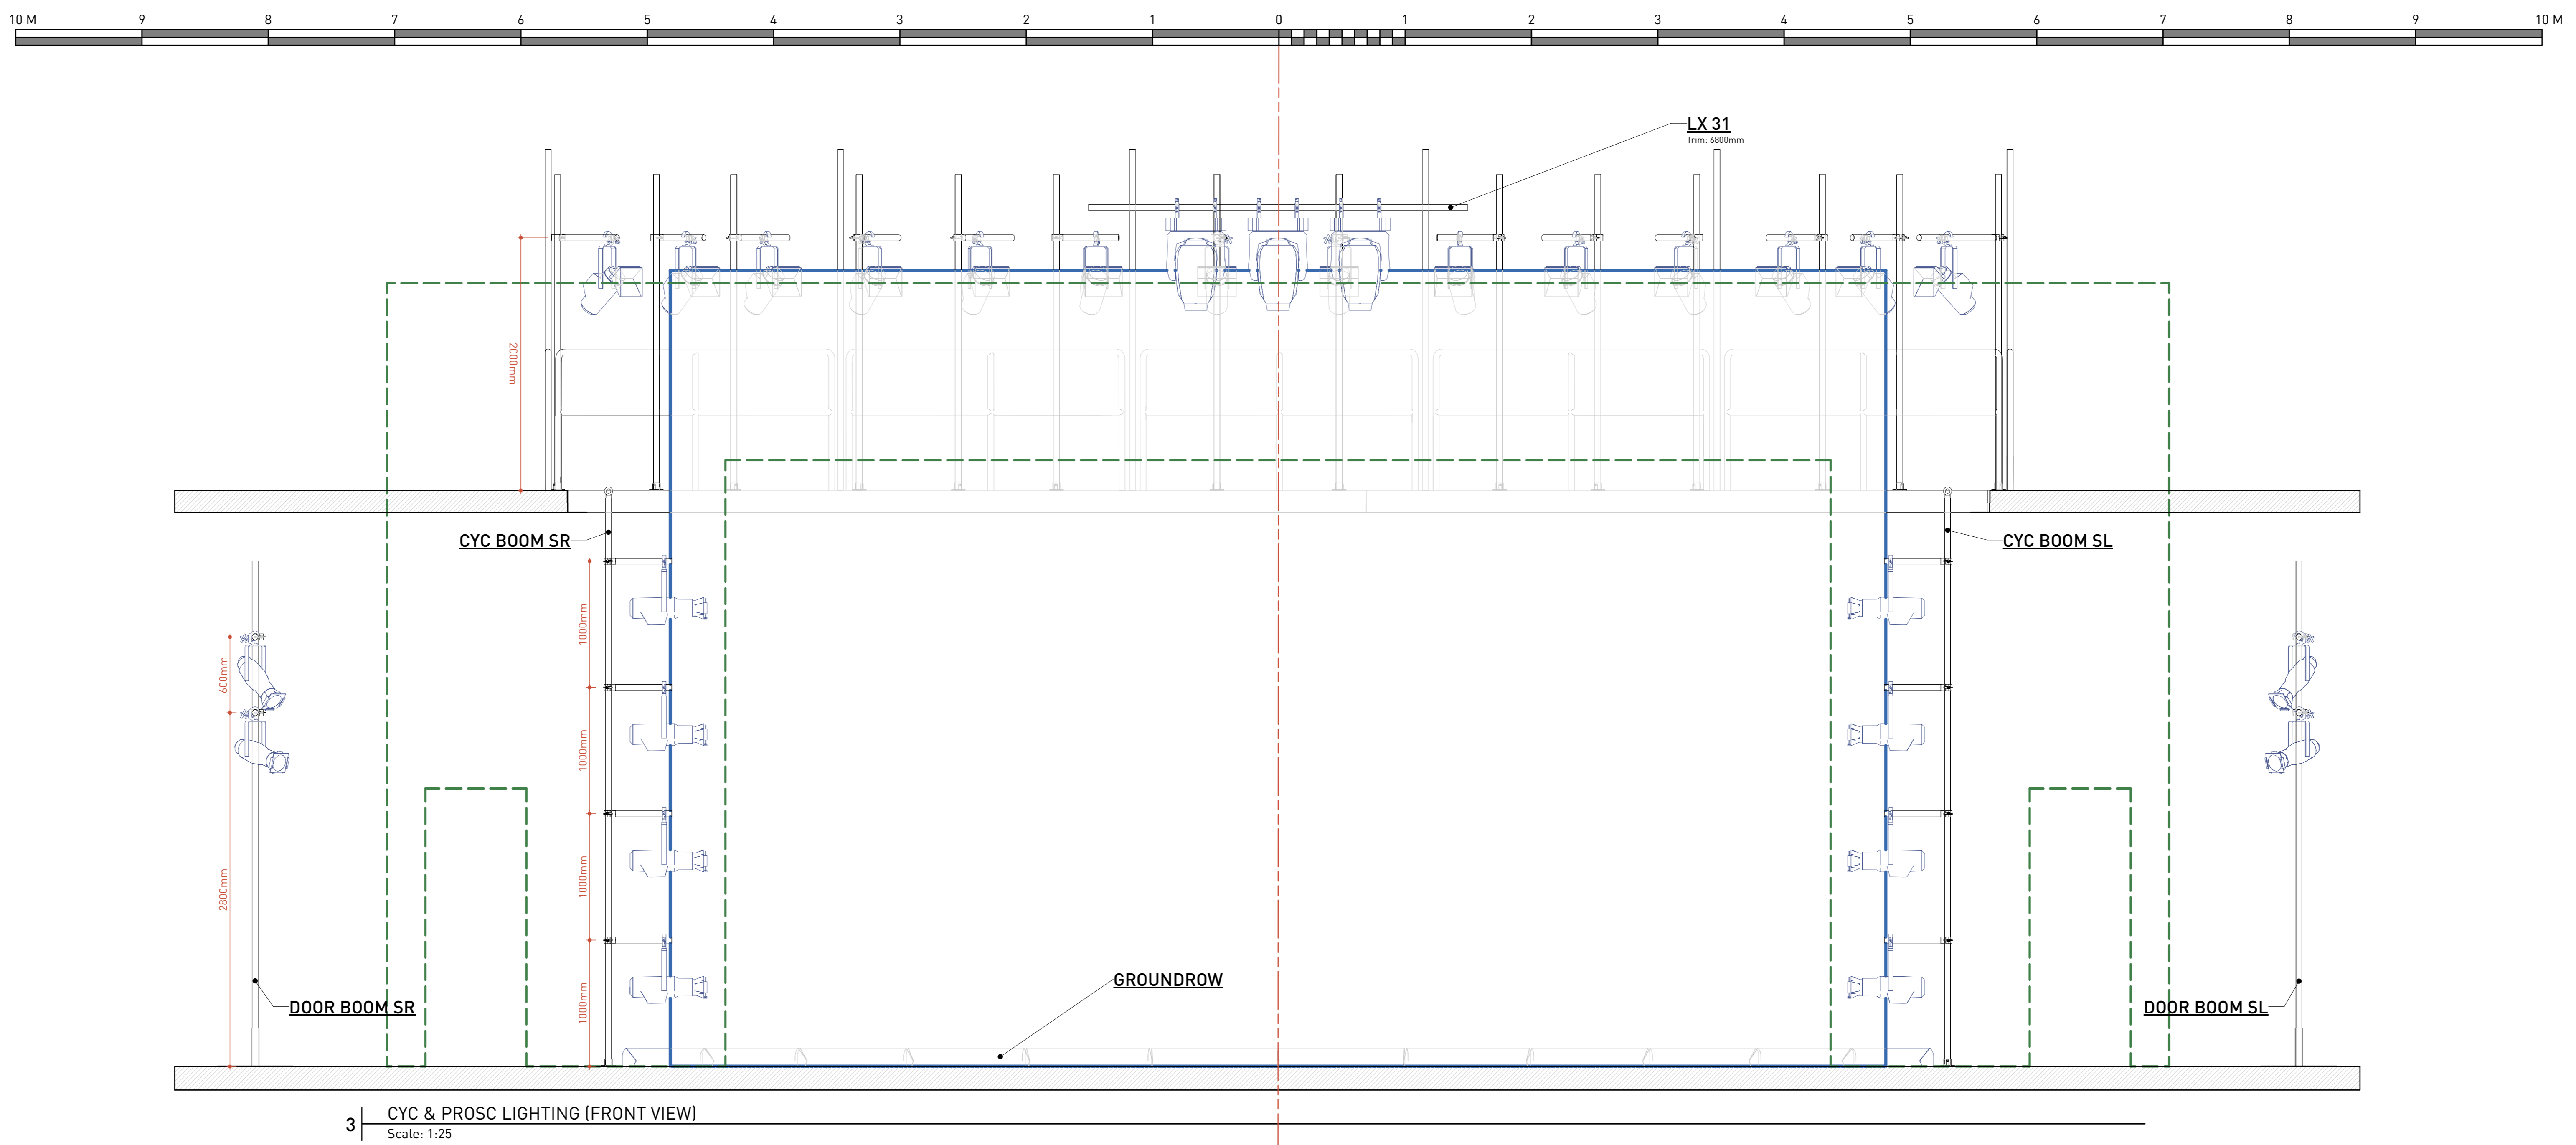 10 M 9 8 7 6 5 4 3 2 1 0 1 2 3 4 5 6 7 8 9 10 M
LX 31
Trim: 6800mm
2000mm
CYC BOOM SR
CYC BOOM SL
1000mm
600mm
1000mm
1000mm
2800mm
1000mm
GROUNDROW
DOOR BOOM SR
DOOR BOOM SL
3
CYC & PROSC LIGHTING (FRONT VIEW)
Scale: 1:25